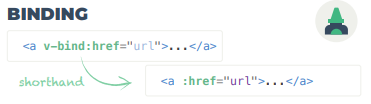 BINDING
<a v-bind:href="url">...</a>
shorthand
<a :href="url">...</a>